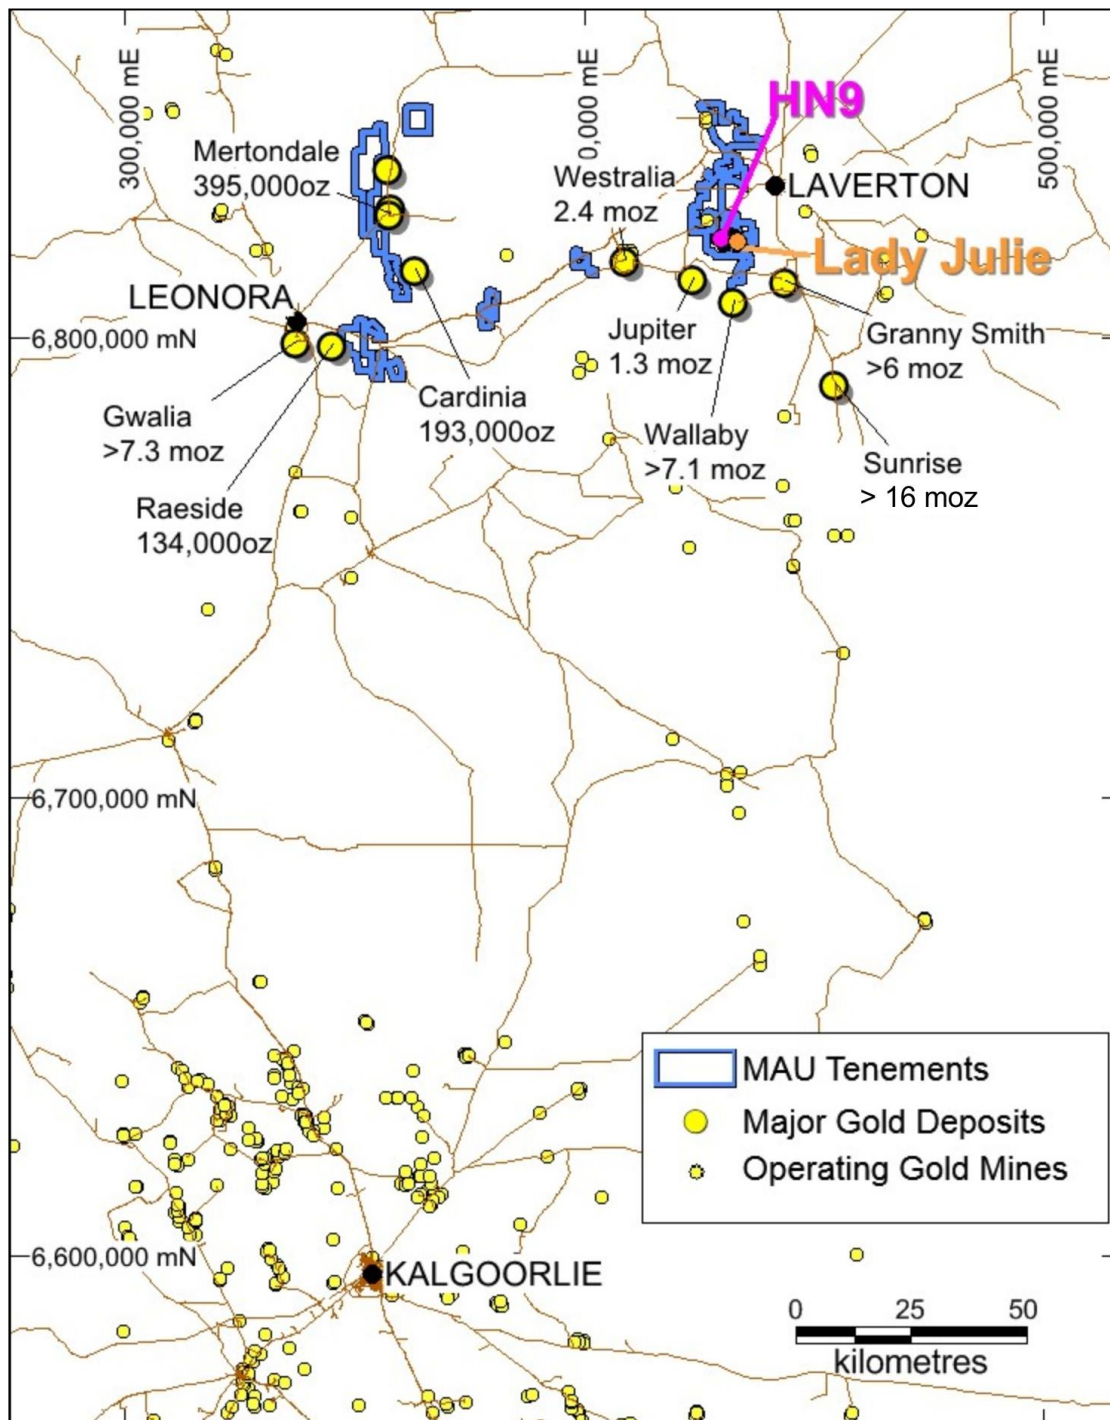 300,000 mE
0,000 mE
500,000 mE
HN9
Mertondale
395,000oz
Westralia
2.4 moz
LAVERTON
Lady Julie
LEONORA
6,800,000 mN
Jupiter
1.3 moz
Granny Smith
>6 moz
Gwalia
>7.3 moz
Cardinia
193,000oz
Wallaby
>7.1 moz
Sunrise
> 16 moz
Raeside
134,000oz
6,700,000 mN
MAU Tenements
Major Gold Deposits
Operating Gold Mines
6,600,000 mN
KALGOORLIE
0 25 50
kilometres